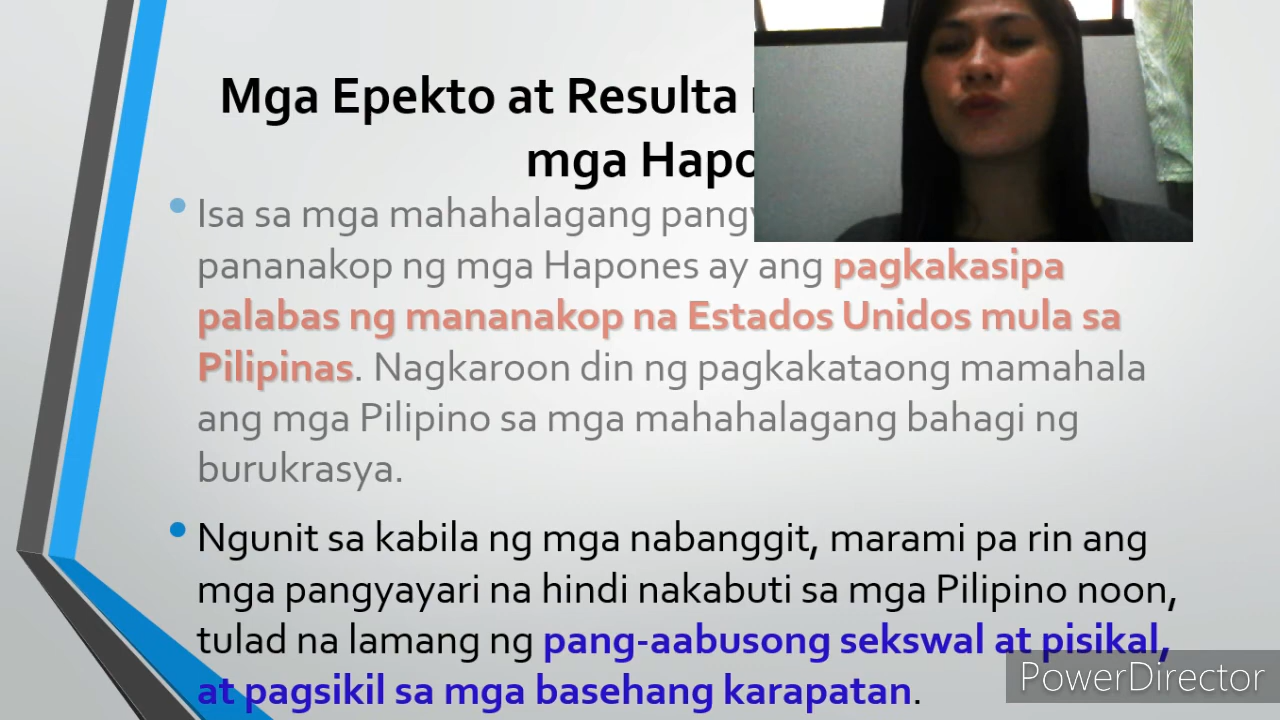 Mga Epekto at Resulta
mga
Isa sa mga mahahalagang
pananakop ng mga Hapones ay ang pagkakasipa
palabas ng mananakop na Estados Unidos mula sa
Pilipinas. Nagkaroon din ng pagkakataong mamahala
ang mga Pilipino sa mga mahahalagang bahagi ng
burukrasya.
Ngunit sa kabila ng mga nabanggit, marami pa rin ang
mga pangyayari na hindi nakabuti sa mga Pilipino noon,
tulad na lamang ng pang-aabusong sekswal at pisikal,
at pagsikil sa mga basehang karapatan.
PowerDirector